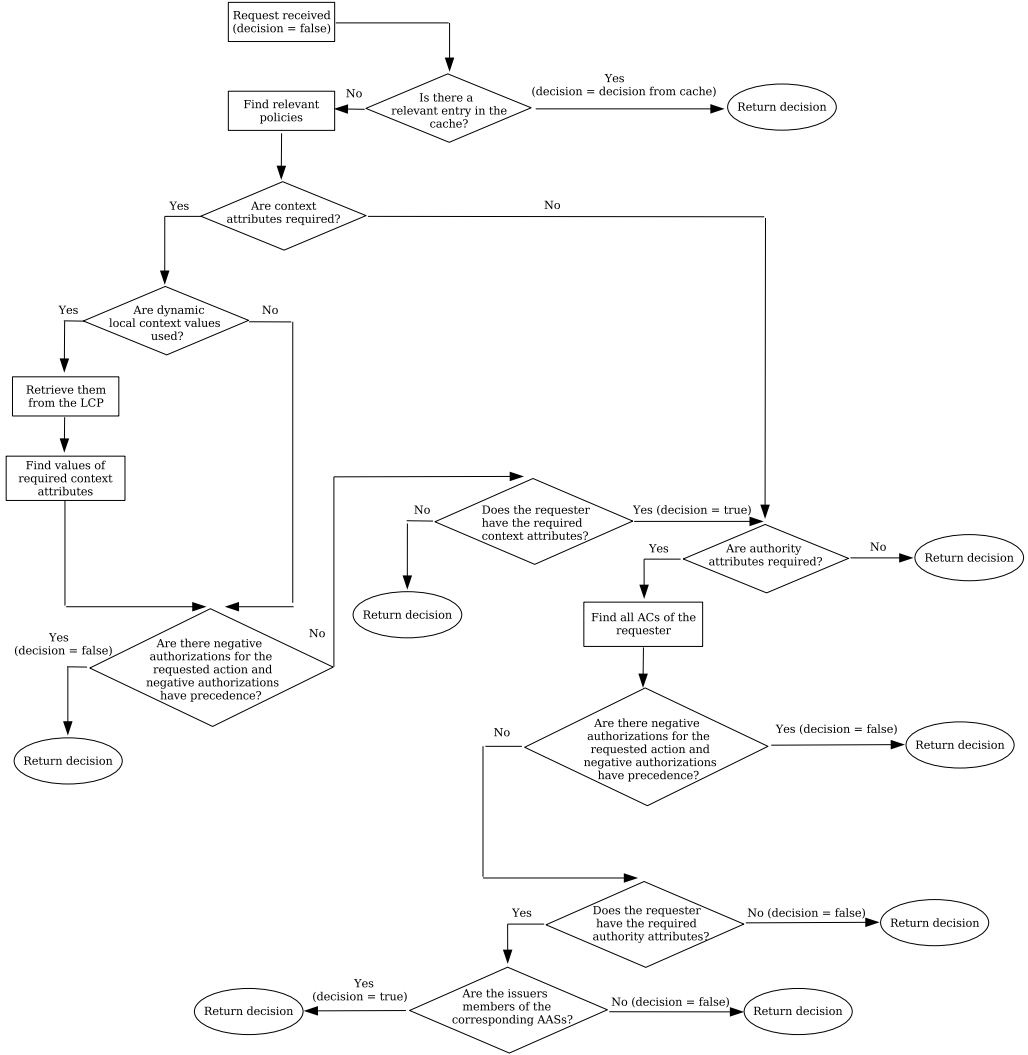 Request received
(decision = false)
Is there a
relevant entry in the
cache?
Yes
(decision = decision from cache)
Return decision
No
Find relevant
policies
Are context
attributes required?
Yes
No
Are dynamic
local context values
used?
Yes
No
Retrieve them
from the LCP
Find values of
required context
attributes
Does the requester
have the required
context attributes?
No
Yes (decision = true)
Return decision
Are authority
attributes required?
Yes
No
Return decision
Find all ACs of the
requester
Are there negative
authorizations for the
requested action and
negative authorizations
have precedence?
Yes
(decision = false)
No
Return decision
Are there negative
authorizations for the
requested action and
negative authorizations
have precedence?
No
Yes (decision = false)
Return decision
Does the requester
have the required
authority attributes?
Yes
No (decision = false)
Return decision
Are the issuers
members of the
corresponding AASs?
Yes
(decision = true)
Return decision
No (decision = false)
Return decision